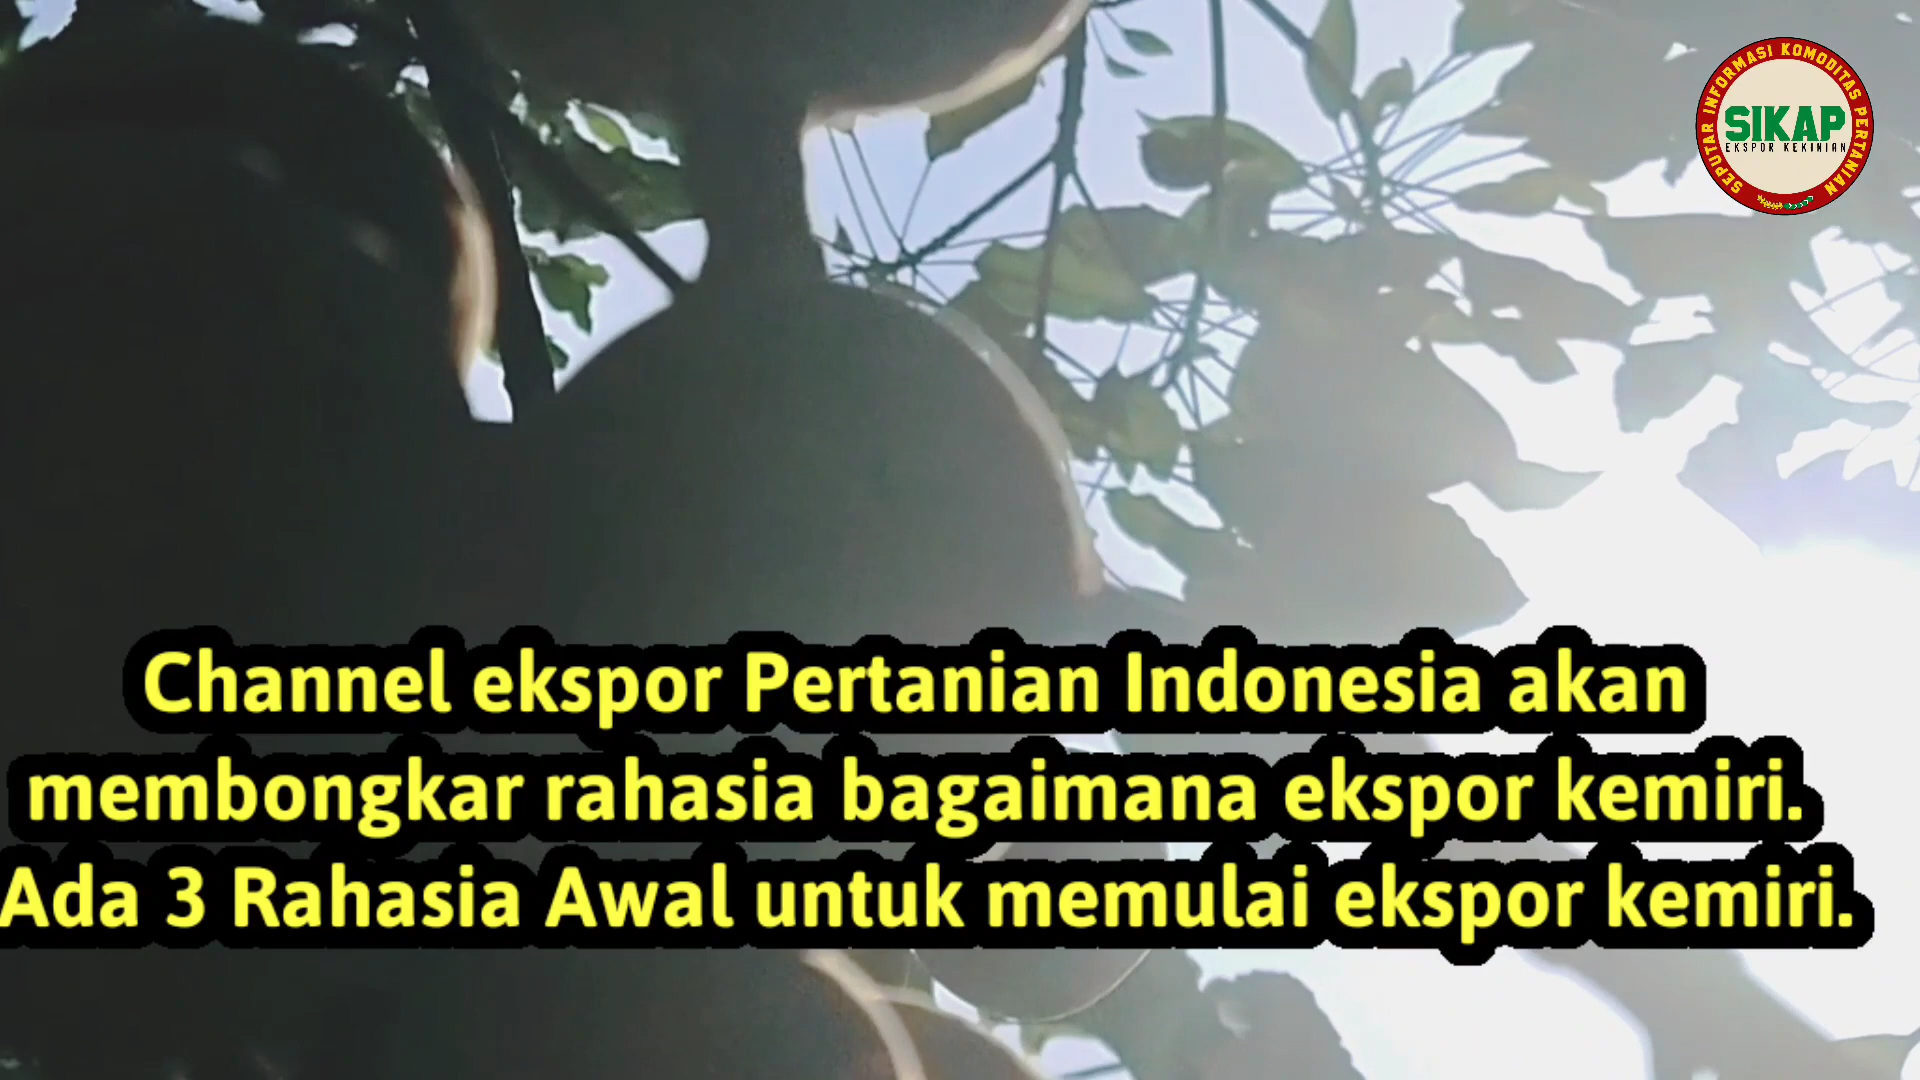 SEPUTAR INFORMASI KOMODITAS PERTANIAN
SIKAP
EKSPOR KEKINIAN
Channel ekspor Pertanian Indonesia akan
membongkar rahasia bagaimana ekspor kemiri.
Ada 3 Rahasia Awal untuk memulai ekspor kemiri.